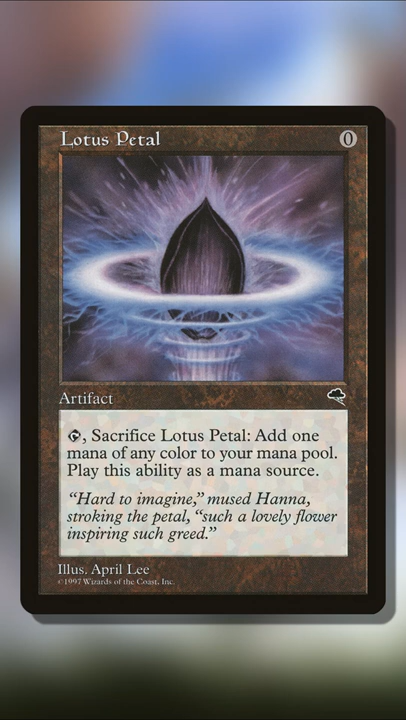 Lotus Petal 0
Artifact
, Sacrifice Lotus Petal: Add one
mana of any color to your mana pool.
Play this ability as a mana source.
“Hard to imagine,” mused Hanna,
stroking the petal, “such a lovely flower
inspiring such greed.”
Illus. April Lee
©1997 Wizards of the Coast, Inc.